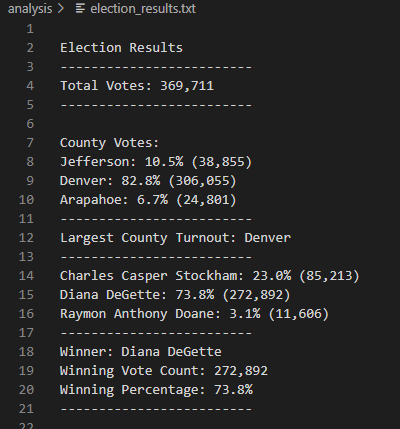 analysis > election_results.txt
1
2 Election Results
3 -------------------------
4 Total Votes: 369,711
5 -------------------------
6
7 County Votes:
8 Jefferson: 10.5% (38,855)
9 Denver: 82.8% (306,055)
10 Arapahoe: 6.7% (24,801)
11 -------------------------
12 Largest County Turnout: Denver
13 -------------------------
14 Charles Casper Stockham: 23.0% (85,213)
15 Diana DeGette: 73.8% (272,892)
16 Raymon Anthony Doane: 3.1% (11,606)
17 -------------------------
18 Winner: Diana DeGette
19 Winning Vote Count: 272,892
20 Winning Percentage: 73.8%
21 -------------------------
22